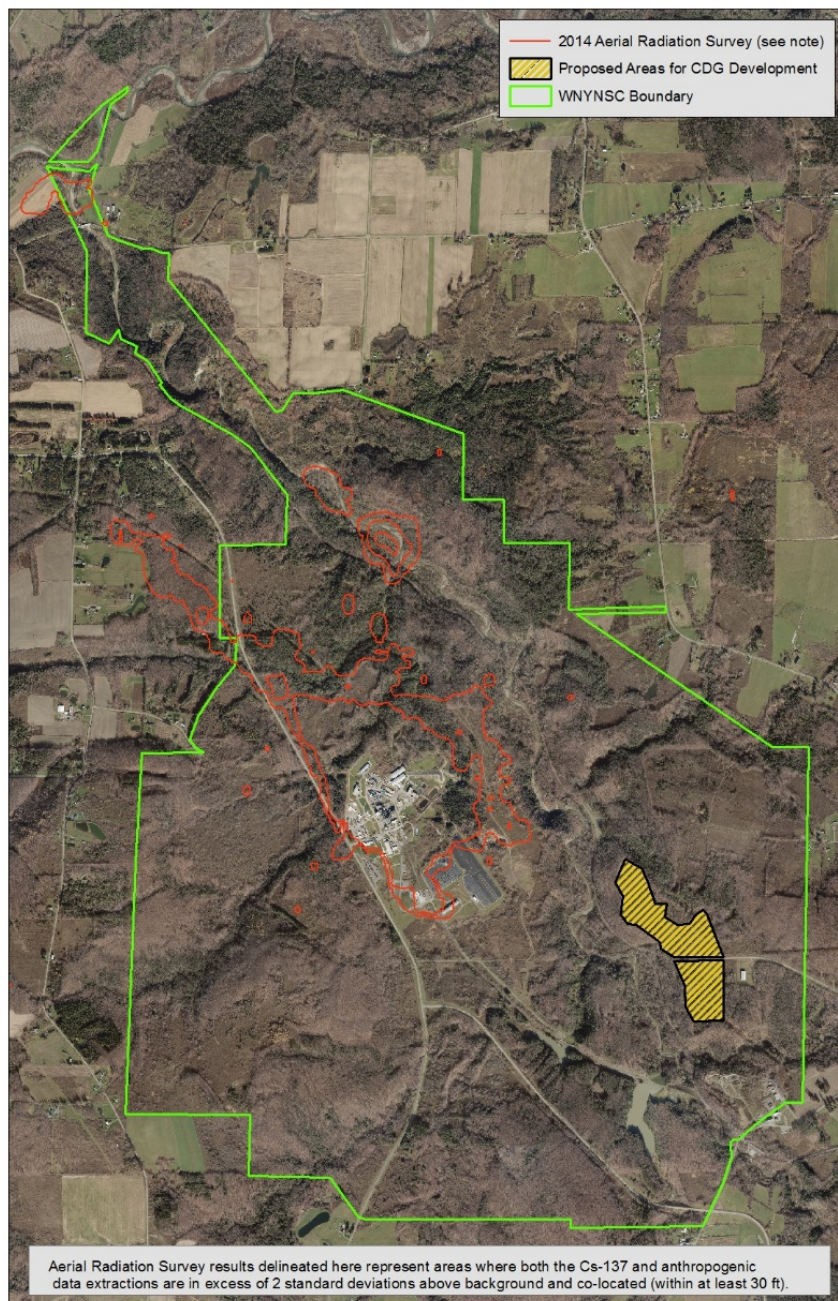 2014 Aerial Radiation Survey (see note)
Proposed Areas for CDG Development
WNYNSC Boundary
Aerial Radiation Survey results delineated here represent areas where both the Cs-137 and anthropogenic
data extractions are in excess of 2 standard deviations above background and co-located (within at least 30 ft).